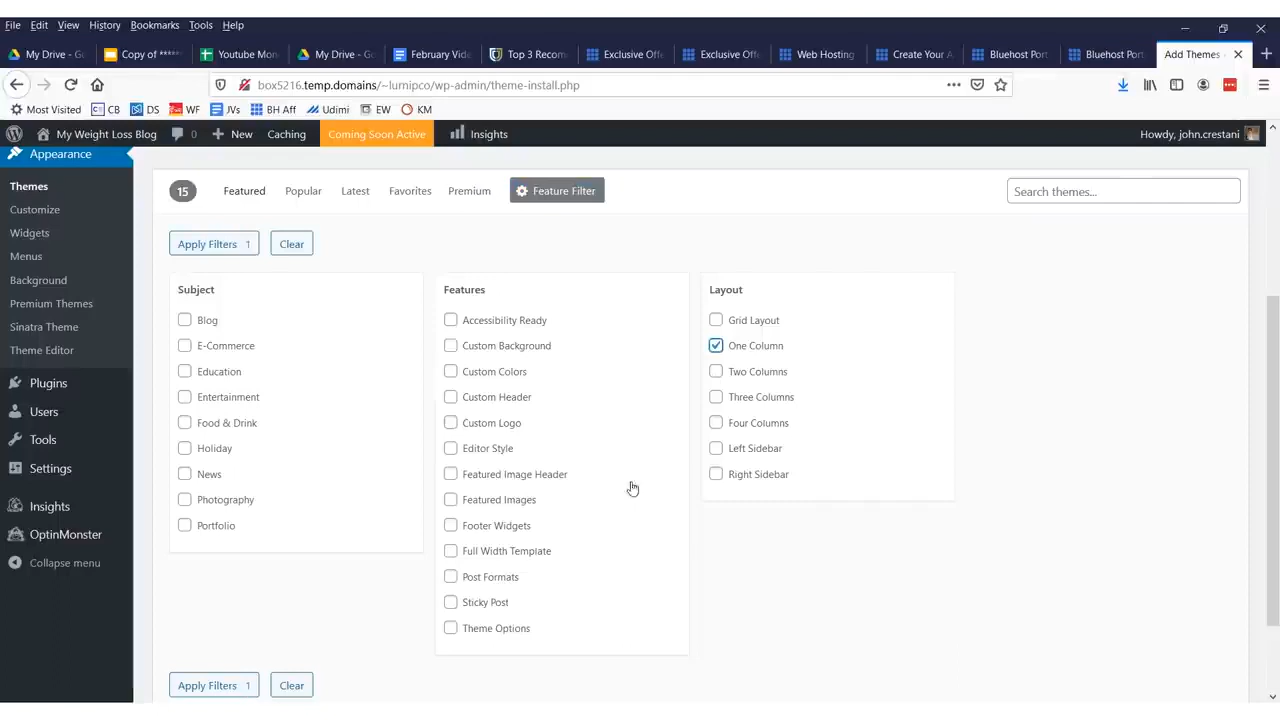 File Edit View History Bookmarks Tools Help
My Drive - Go Copy of ***** Youtube Mon My Drive - Go February Vide Top 3 Recom Exclusive Offe Exclusive Offe Web Hosting Create Your A Bluehost Port Bluehost Port Add Themes
box5216.temp.domains/~lumipco/wp-admin/theme-install.php
Most Visited CB DS WF JVs BH Aff Udimi EW KM
My Weight Loss Blog 0 New Caching Coming Soon Active Insights Howdy, john.crestani
Appearance
Themes
Customize
Widgets
Menus
Background
Premium Themes
Sinatra Theme
Theme Editor
Plugins
Users
Tools
Settings
Insights
OptinMonster
Collapse menu
15 Featured Popular Latest Favorites Premium Feature Filter Search themes...
Apply Filters 1 Clear
Subject
Blog
E-Commerce
Education
Entertainment
Food & Drink
Holiday
News
Photography
Portfolio
Features
Accessibility Ready
Custom Background
Custom Colors
Custom Header
Custom Logo
Editor Style
Featured Image Header
Featured Images
Footer Widgets
Full Width Template
Post Formats
Sticky Post
Theme Options
Layout
Grid Layout
One Column
Two Columns
Three Columns
Four Columns
Left Sidebar
Right Sidebar
Apply Filters 1 Clear